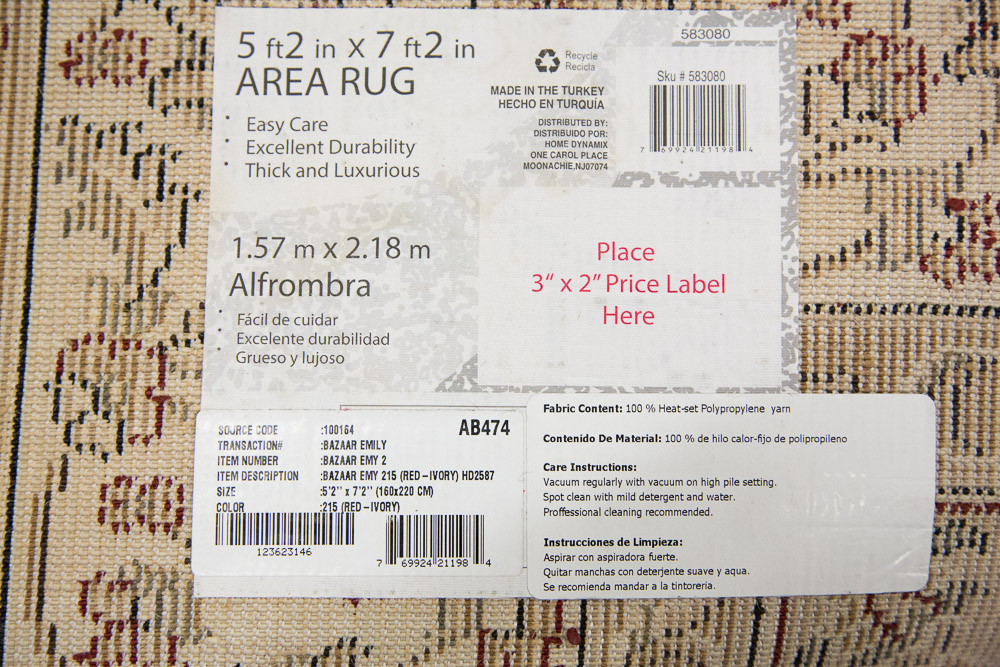 5 ft2 in x 7 ft2 in
AREA RUG
Easy Care
Excellent Durability
Thick and Luxurious
Recycle
Recicla
MADE IN THE TURKEY
HECHO EN TURQUÍA
DISTRIBUTED BY:
DISTRIBUIDO POR:
HOME DYNAMIX
ONE CAROL PLACE
MOONACHIE,NJ07074
583080
Sku # 583080
7 69924 21198 4
1.57 m x 2.18 m
Alfrombra
Fácil de cuidar
Excelente durabilidad
Grueso y lujoso
Place
3" x 2" Price Label
Here
AB474
SOURCE CODE :100164
TRANSACTION# :BAZAAR EMILY
ITEM NUMBER :BAZAAR EMY 2
ITEM DESCRIPTION :BAZAAR EMY 215 (RED-IVORY) HD2587
SIZE :5'2'' x 7'2'' (160x220 CM)
COLOR :215 (RED-IVORY)
123623146
7 69924 21198 4
Fabric Content: 100 % Heat-set Polypropylene yarn
Contenido De Material: 100 % de hilo calor-fijo de polipropileno
Care Instructions:
Vacuum regularly with vacuum on high pile setting.
Spot clean with mild detergent and water.
Proffessional cleaning recommended.
Instrucciones de Limpieza:
Aspirar con aspiradora fuerte.
Quitar manchas con deterjente suave y aqua.
Se recomienda mandar a la tintoreria.